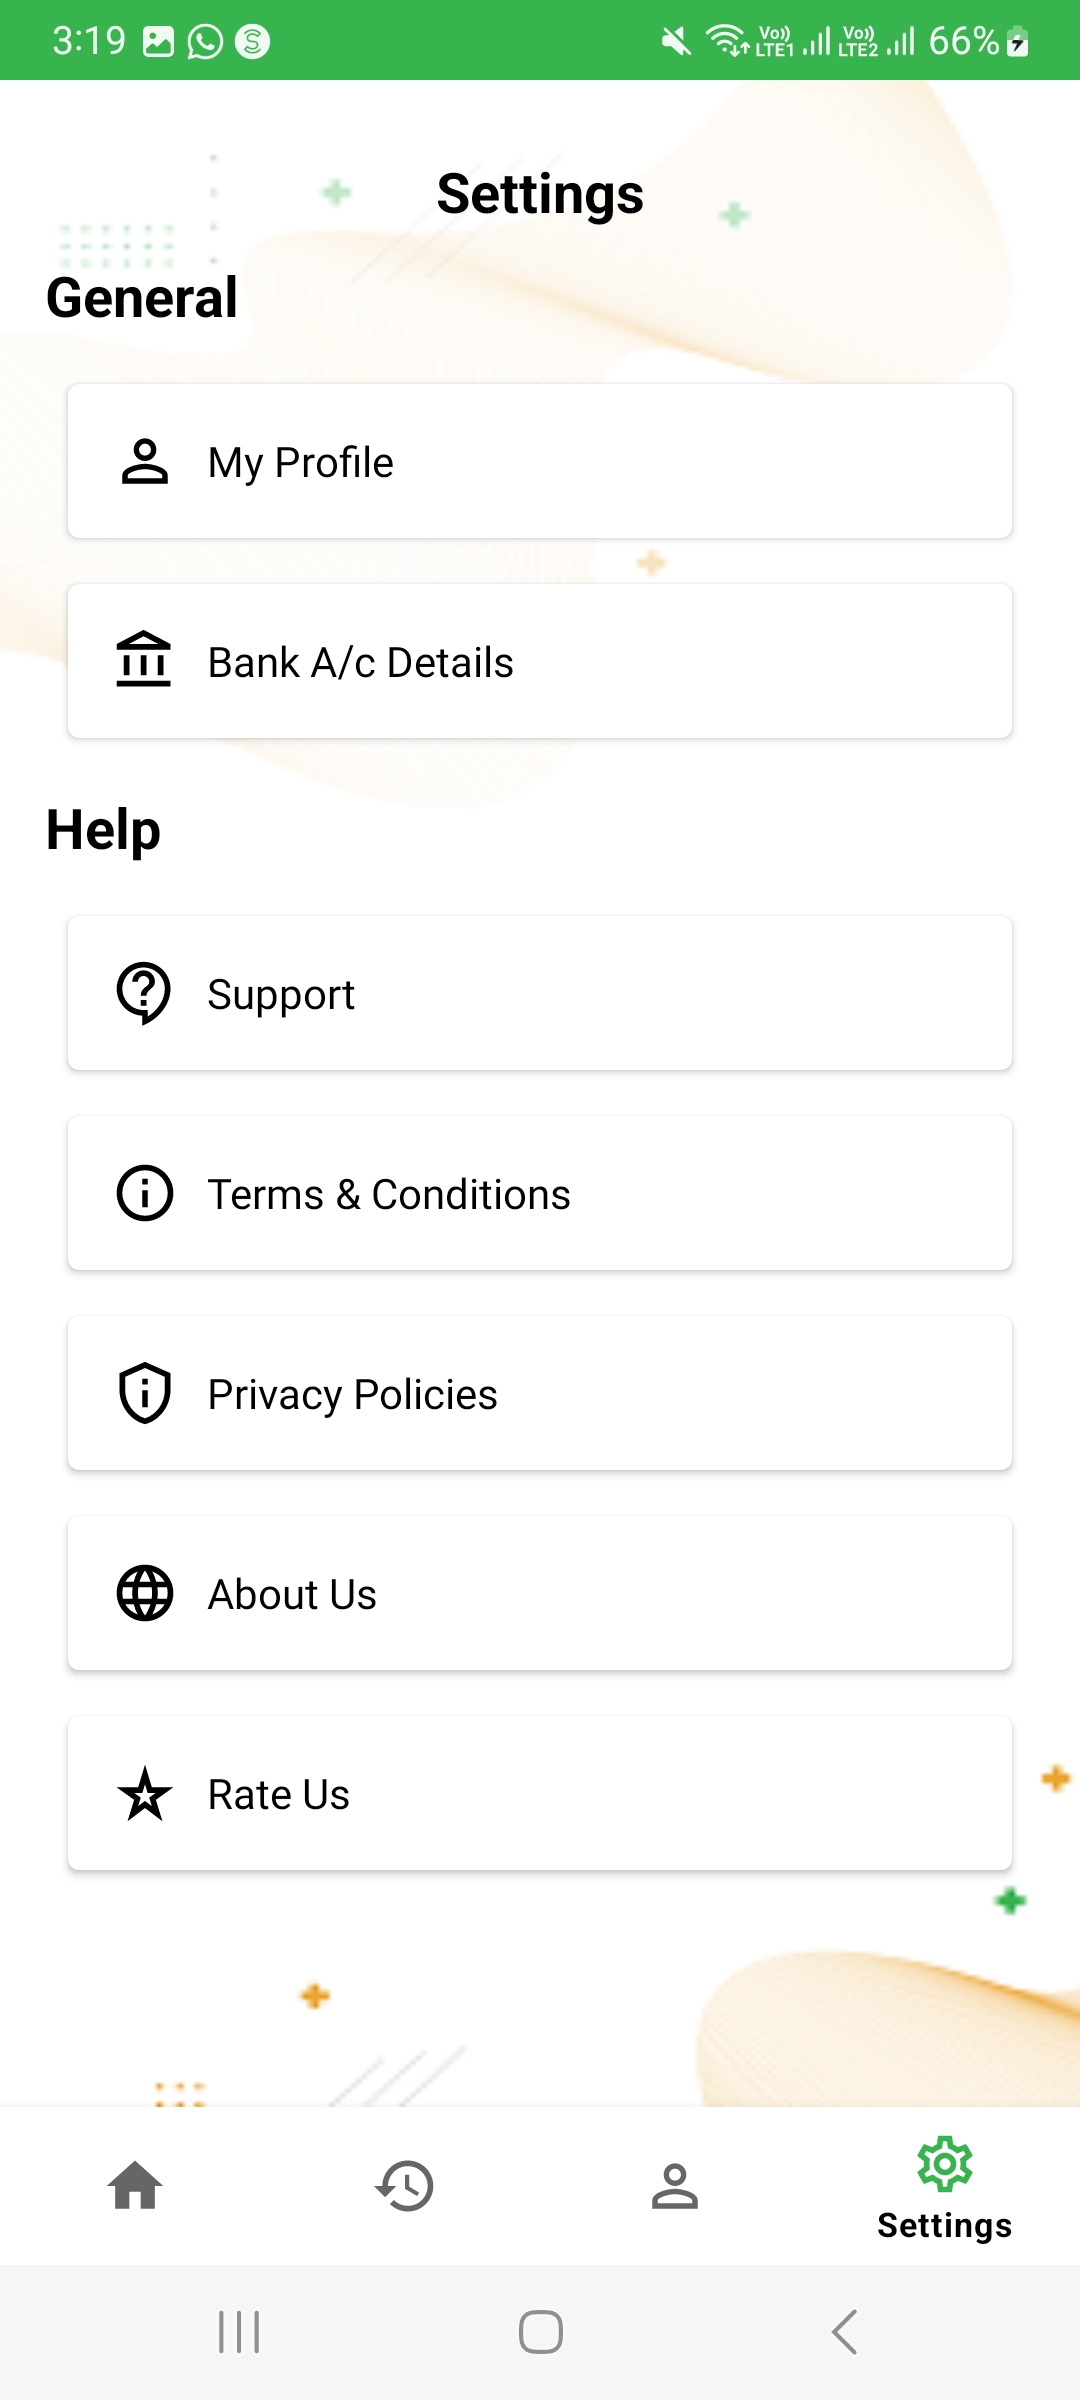 3:19 Vo)) LTE1 Vo)) LTE2 66%
Settings
General
My Profile
Bank A/c Details
Help
Support
Terms & Conditions
Privacy Policies
About Us
Rate Us
Settings